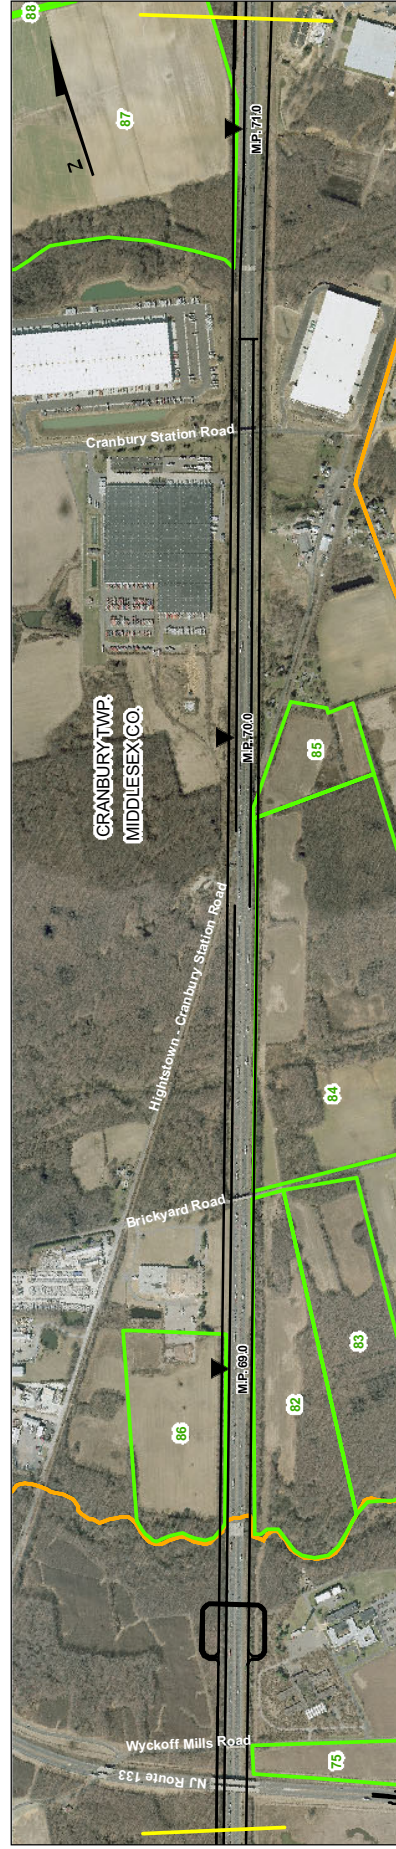 88
87
N
M.P. 71.0
Cranbury Station Road
CRANBURY TWP.
MIDDLESEX CO.
M.P. 70.0
85
Hightstown - Cranbury Station Road
84
Brickyard Road
M.P. 69.0
83
82
86
Wyckoff Mills Road
75
NJ Route 133